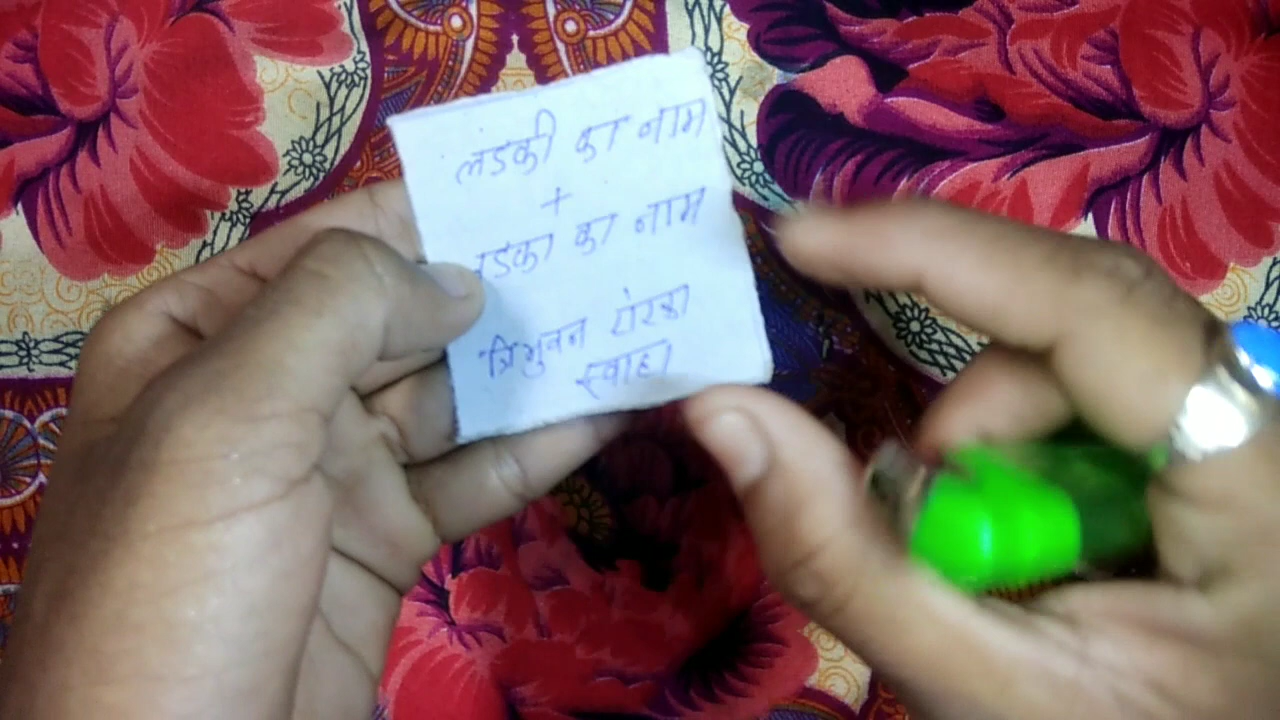 लडकी का नाम
+
लडका का नाम
त्रिभुवन
स्वाहा